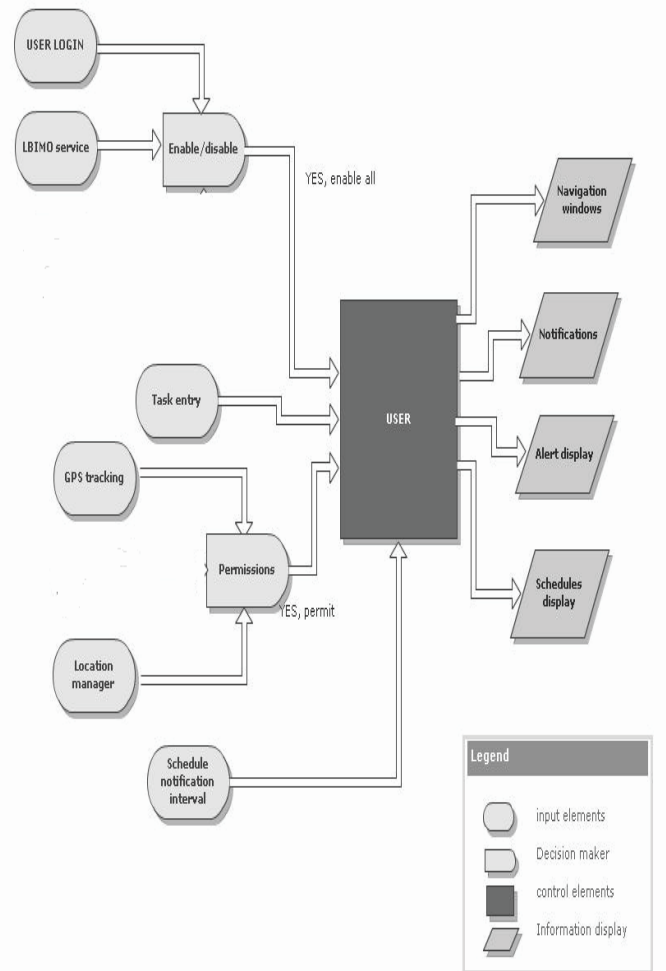 USER LOGIN
LBIMO service
Enable/disable
YES, enable all
Navigation
windows
Notifications
Task entry
USER
Alert display
GPS tracking
Permissions
YES, permit
Schedules
display
Location
manager
Schedule
notification
interval
Legend
input elements
Decision maker
control elements
Information display